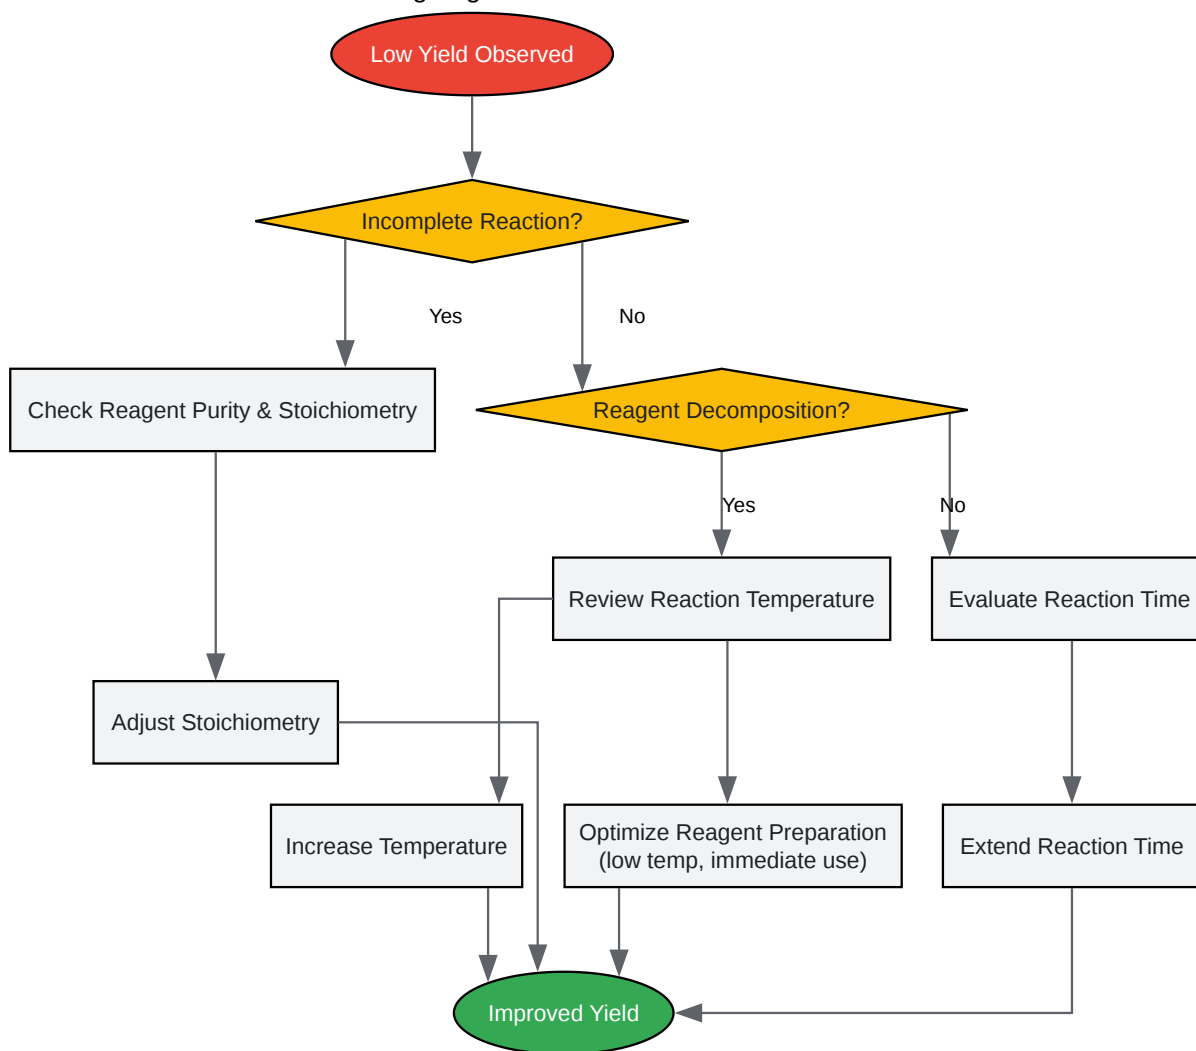 Low Yield Observed
Incomplete Reaction?
Yes
No
Check Reagent Purity & Stoichiometry
Reagent Decomposition?
Yes
No
Review Reaction Temperature
Evaluate Reaction Time
Adjust Stoichiometry
Increase Temperature
Optimize Reagent Preparation
(low temp, immediate use)
Extend Reaction Time
Improved Yield